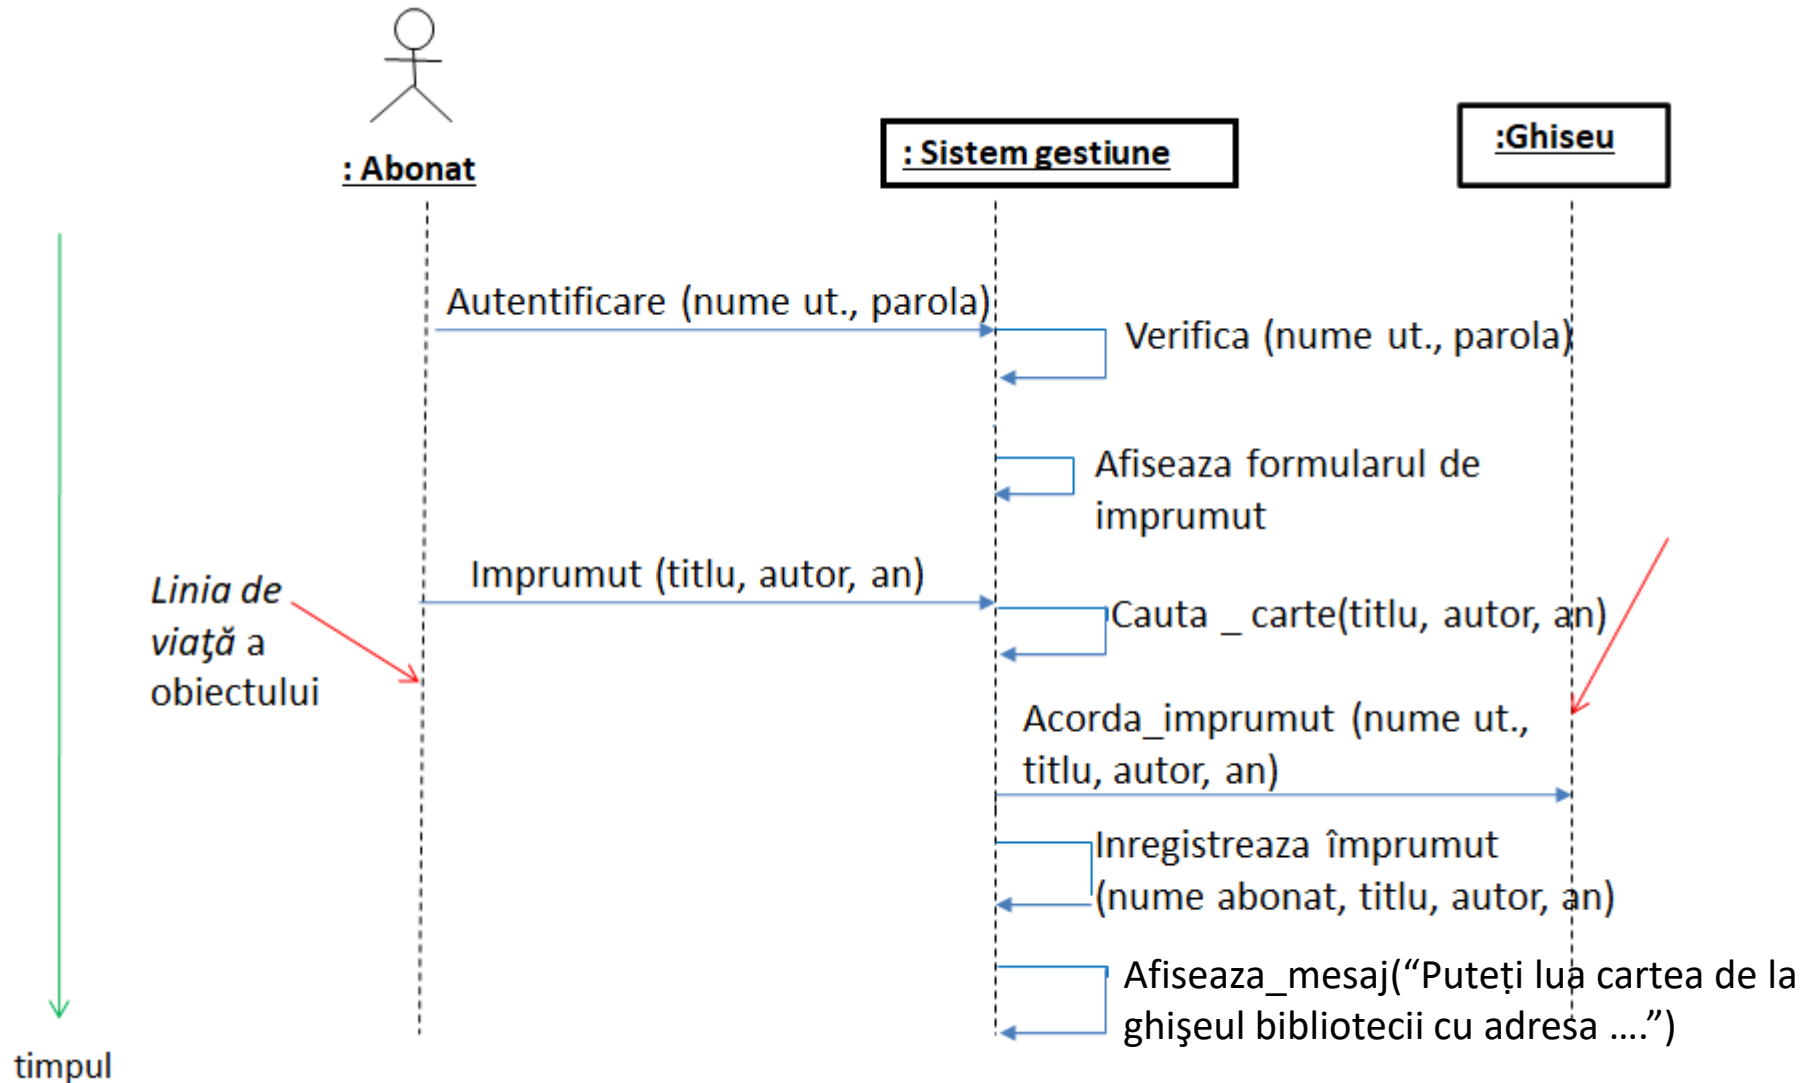 : Abonat
: Sistem gestiune
:Ghiseu
Autentificare (nume ut., parola)
Verifica (nume ut., parola)
Afiseaza formularul de
imprumut
Imprumut (titlu, autor, an)
Linia de
viaţă a
obiectului
Cauta _ carte(titlu, autor, an)
Acorda_imprumut (nume ut.,
titlu, autor, an)
Inregistreaza împrumut
(nume abonat, titlu, autor, an)
Afiseaza_mesaj(“Puteți lua cartea de la
ghişeul bibliotecii cu adresa ….”)
timpul